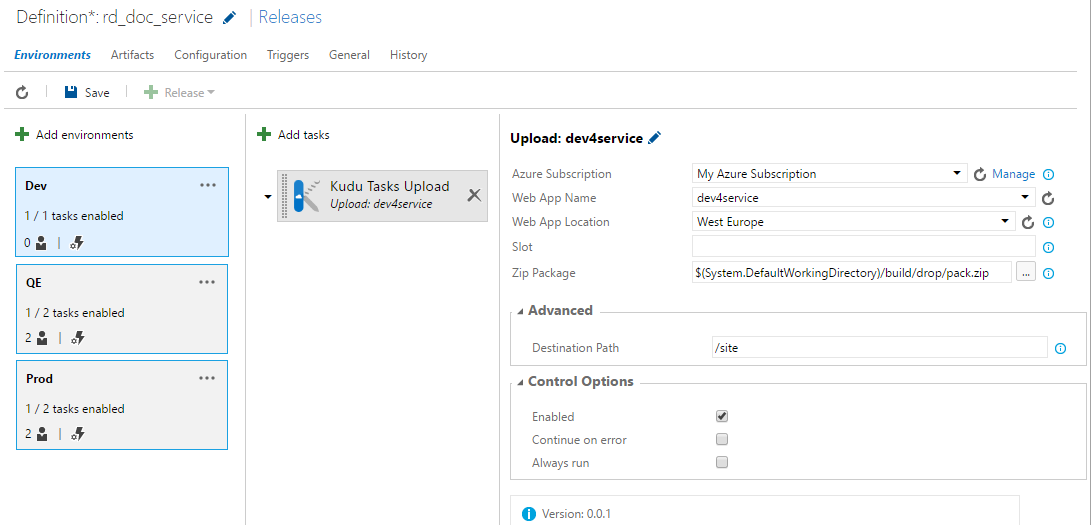 Definition*: rd_doc_service | Releases
Environments Artifacts Configuration Triggers General History
Save Release
Add environments
Dev ...
1 / 1 tasks enabled
0
QE ...
1 / 2 tasks enabled
2
Prod ...
1 / 2 tasks enabled
2
Add tasks
Kudu Tasks Upload
Upload: dev4service
Upload: dev4service
Azure Subscription My Azure Subscription Manage
Web App Name dev4service
Web App Location West Europe
Slot
Zip Package $(System.DefaultWorkingDirectory)/build/drop/pack.zip ...
Advanced
Destination Path /site
Control Options
Enabled
Continue on error
Always run
Version: 0.0.1